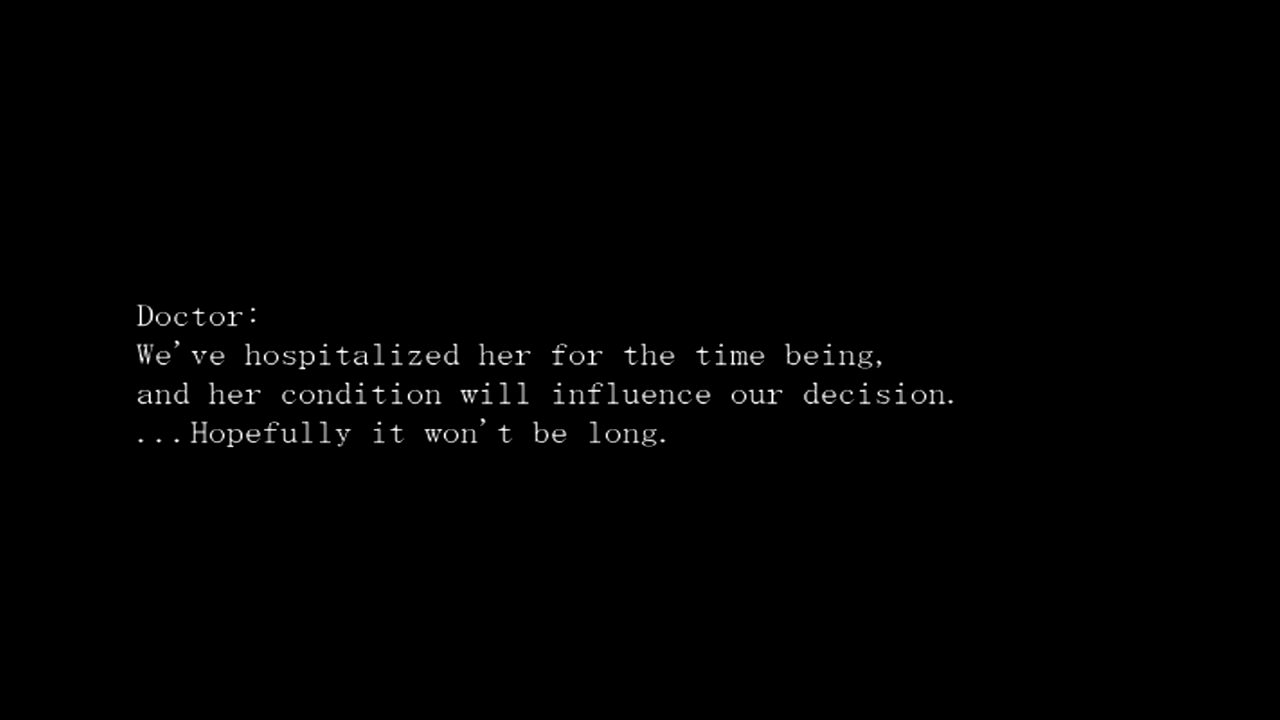 Doctor:
We've hospitalized her for the time being,
and her condition will influence our decision.
...Hopefully it won't be long.